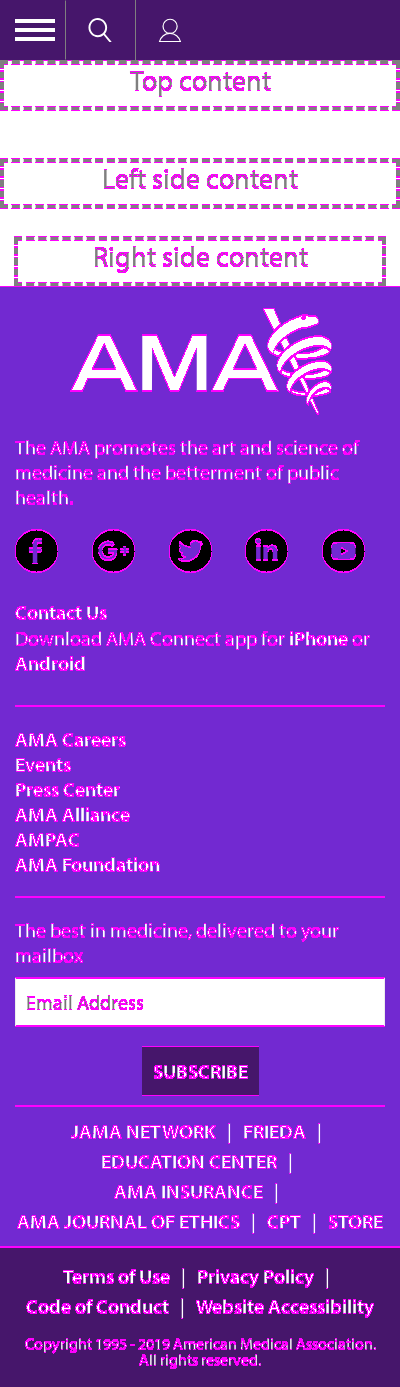 Top content
Left side content
Right side content
AMA
The AMA promotes the art and science of
medicine and the betterment of public
health.
Contact Us
Download AMA Connect app for iPhone or
Android
AMA Careers
Events
Press Center
AMA Alliance
AMPAC
AMA Foundation
The best in medicine, delivered to your
mailbox
Email Address
SUBSCRIBE
JAMA NETWORK | FRIEDA |
EDUCATION CENTER |
AMA INSURANCE |
AMA JOURNAL OF ETHICS | CPT | STORE
Terms of Use | Privacy Policy |
Code of Conduct | Website Accessibility
Copyright 1995 - 2019 American Medical Association.
All rights reserved.